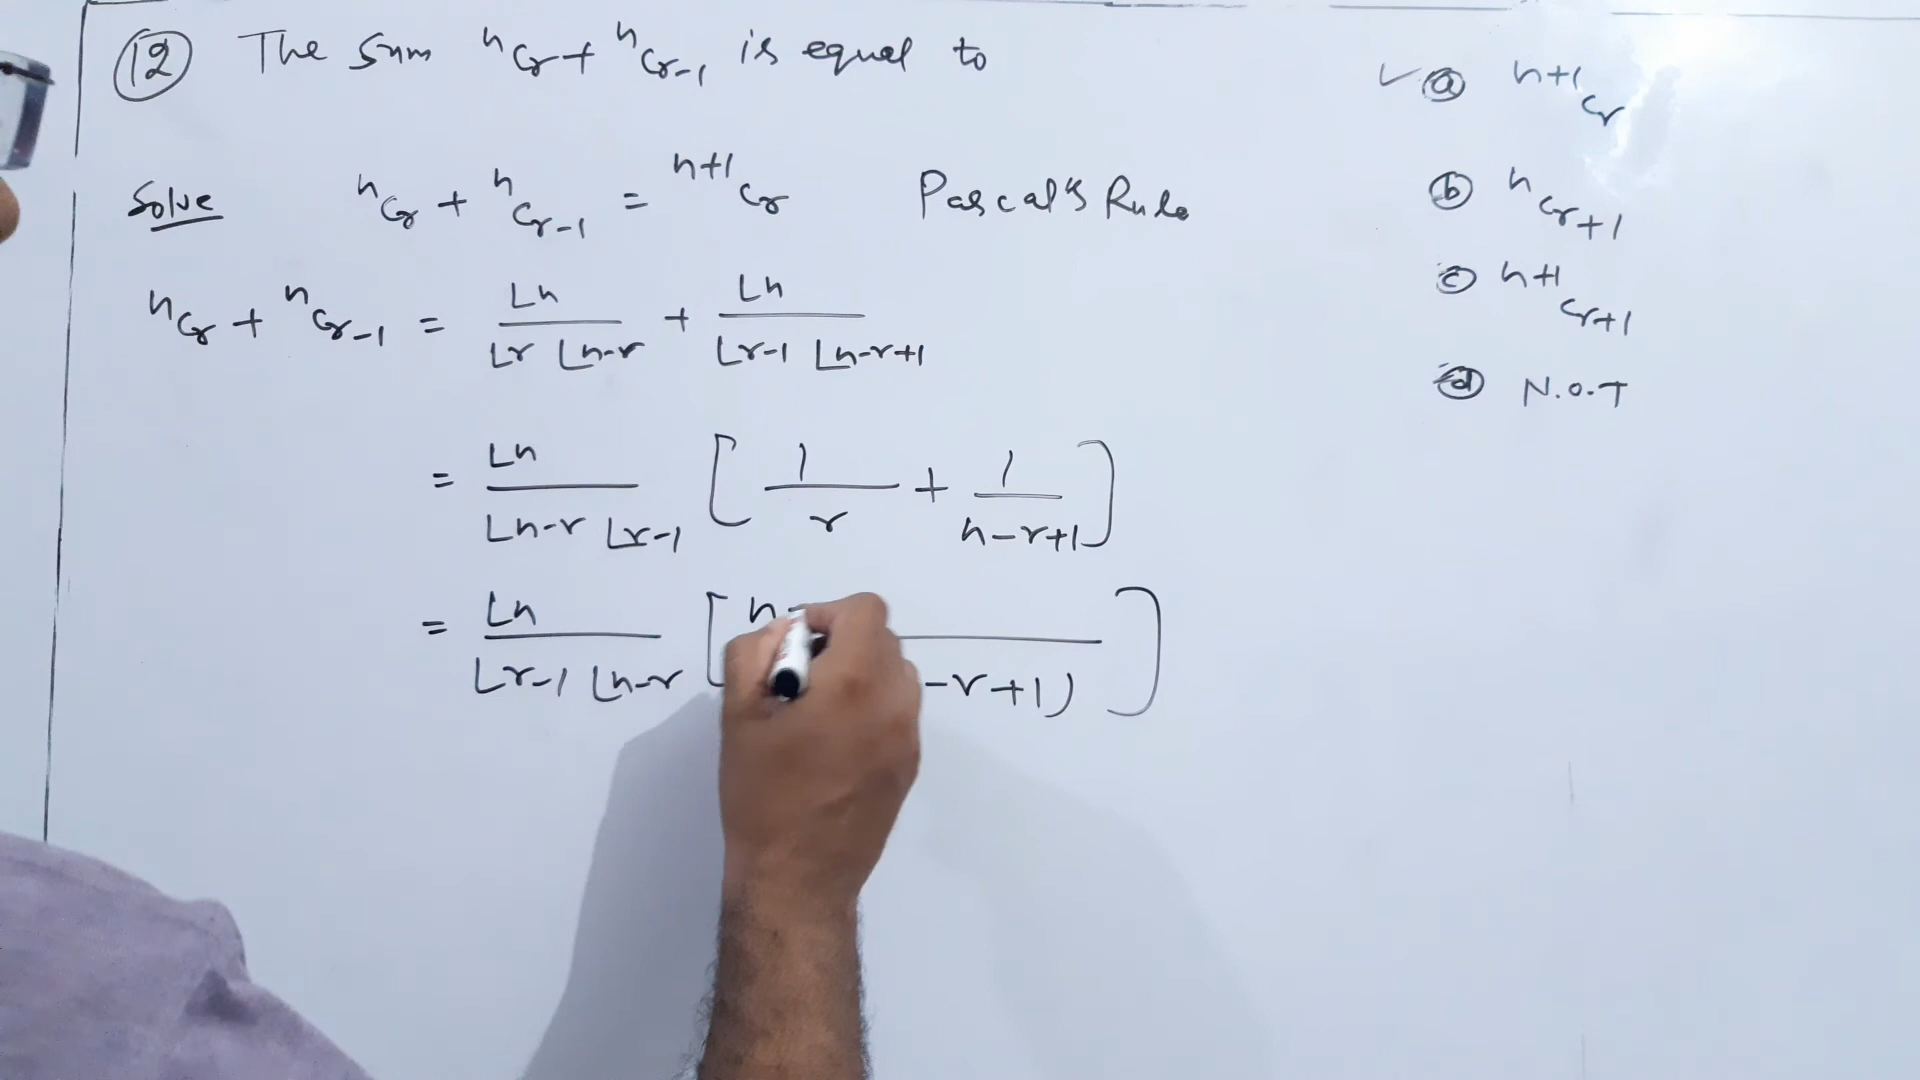 12 The Sum nCr + nCr-1 is equal to
✓ a n+1Cr
Solve nCr + nCr-1 = n+1Cr Pascal's Rule
b nCr+1
c n+1Cr+1
nCr + nCr-1 = Ln / Lr Ln-r + Ln / Lr-1 Ln-r+1
d N.O.T
= Ln / Ln-r Lr-1 [ 1 / r + 1 / n-r+1 ]
= Ln / Lr-1 Ln-r [ n- / -r+1) ]